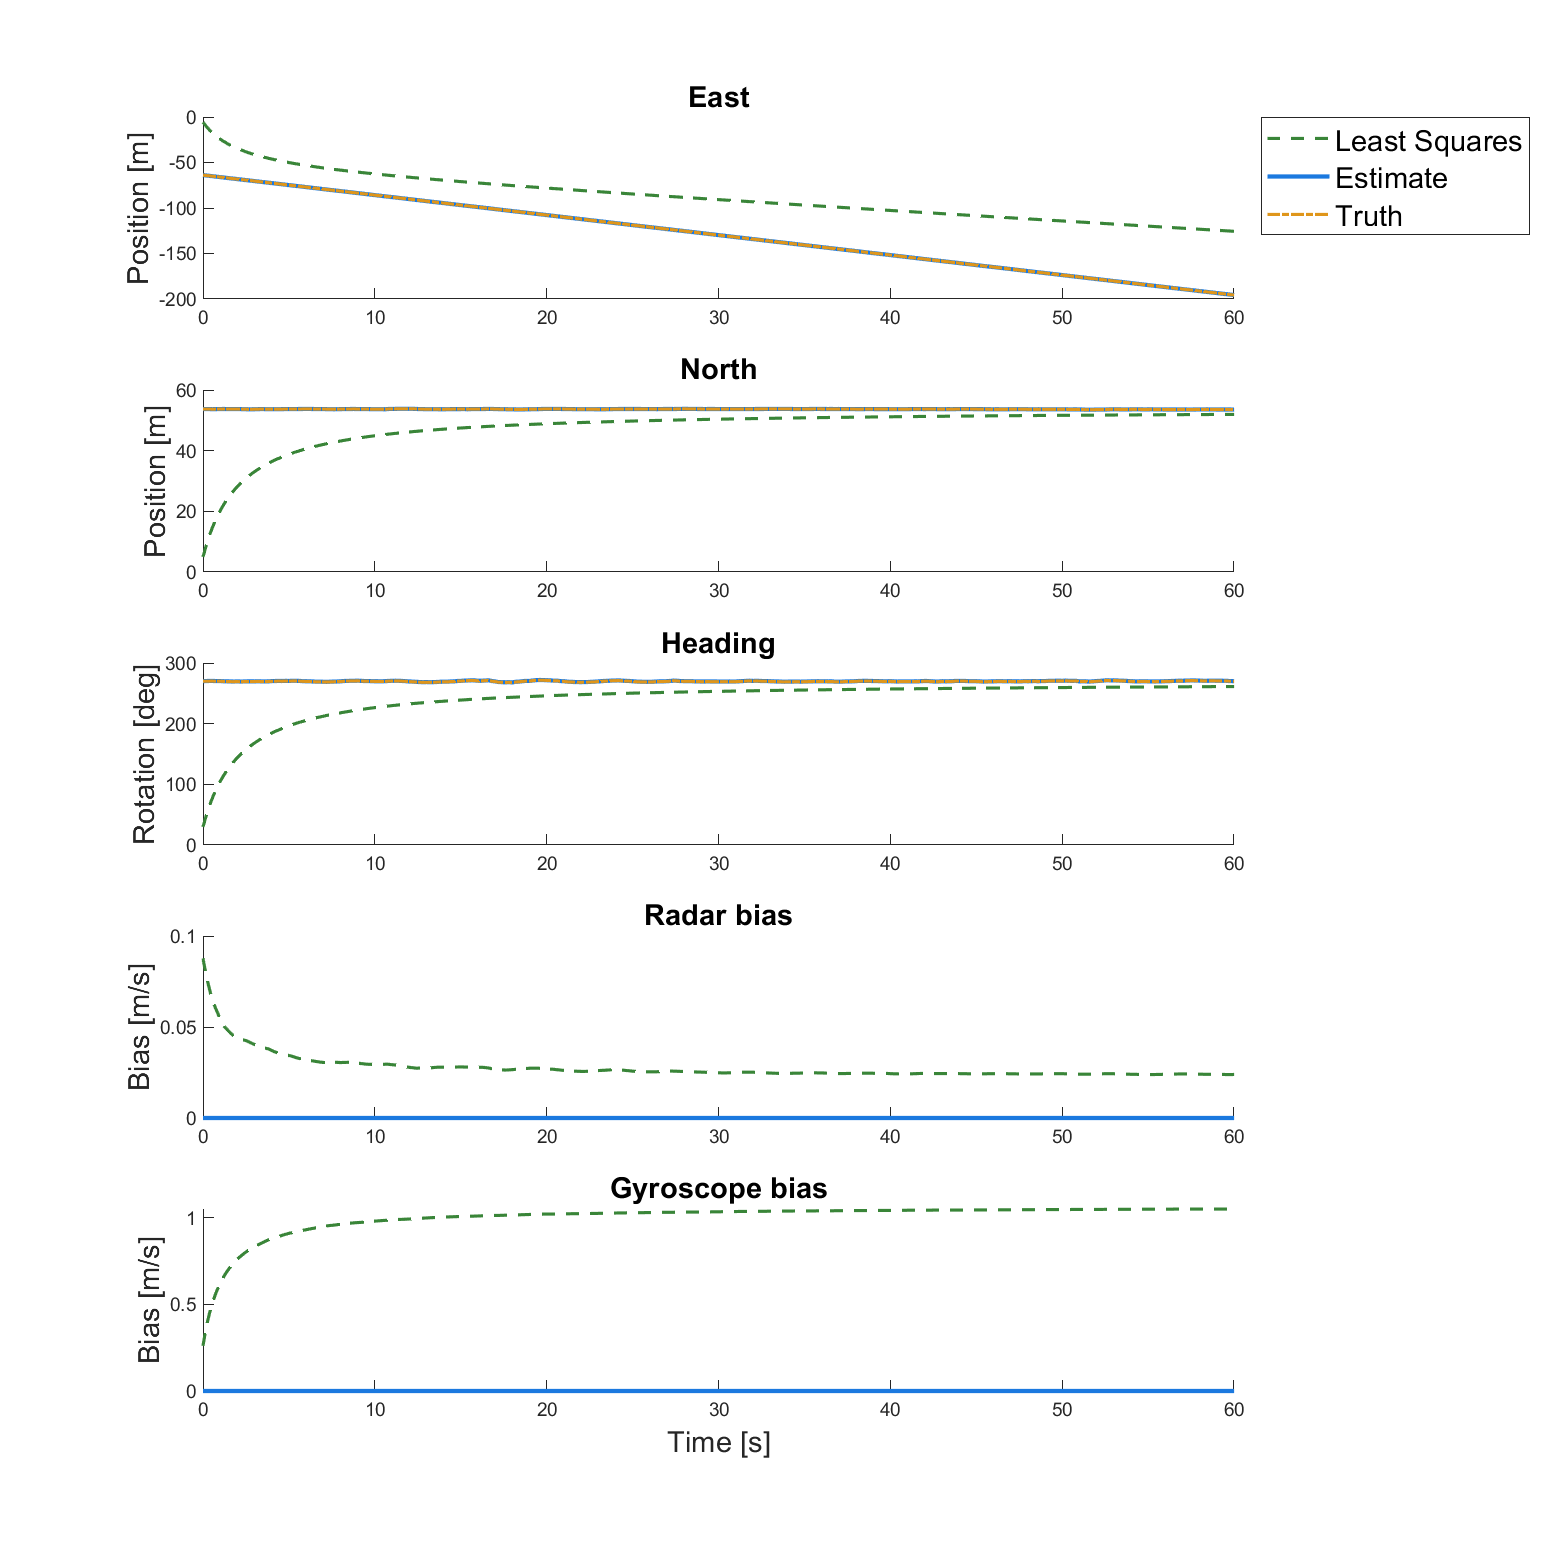 East
Position [m]
0
-50
-100
-150
-200
0 10 20 30 40 50 60
Least Squares
Estimate
Truth
North
Position [m]
60
40
20
0
0 10 20 30 40 50 60
Heading
Rotation [deg]
300
200
100
0
0 10 20 30 40 50 60
Radar bias
Bias [m/s]
0.1
0.05
0
0 10 20 30 40 50 60
Gyroscope bias
Bias [m/s]
1
0.5
0
0 10 20 30 40 50 60
Time [s]